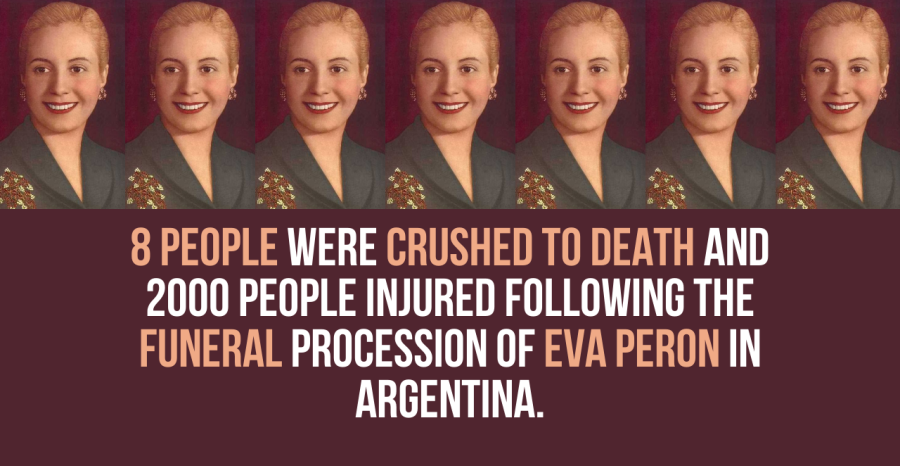 8 PEOPLE WERE CRUSHED TO DEATH AND
2000 PEOPLE INJURED FOLLOWING THE
FUNERAL PROCESSION OF EVA PERON IN
ARGENTINA.